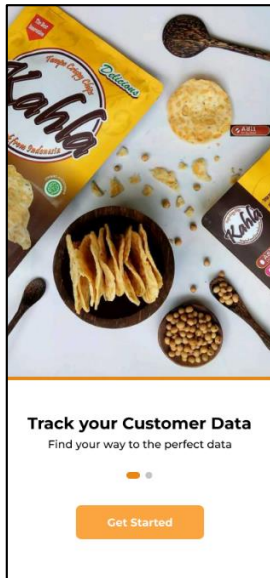 Tempe Crispy Chips
Delicious
Kahla
from Indonesia
Kahla
Track your Customer Data
Find your way to the perfect data
Get Started